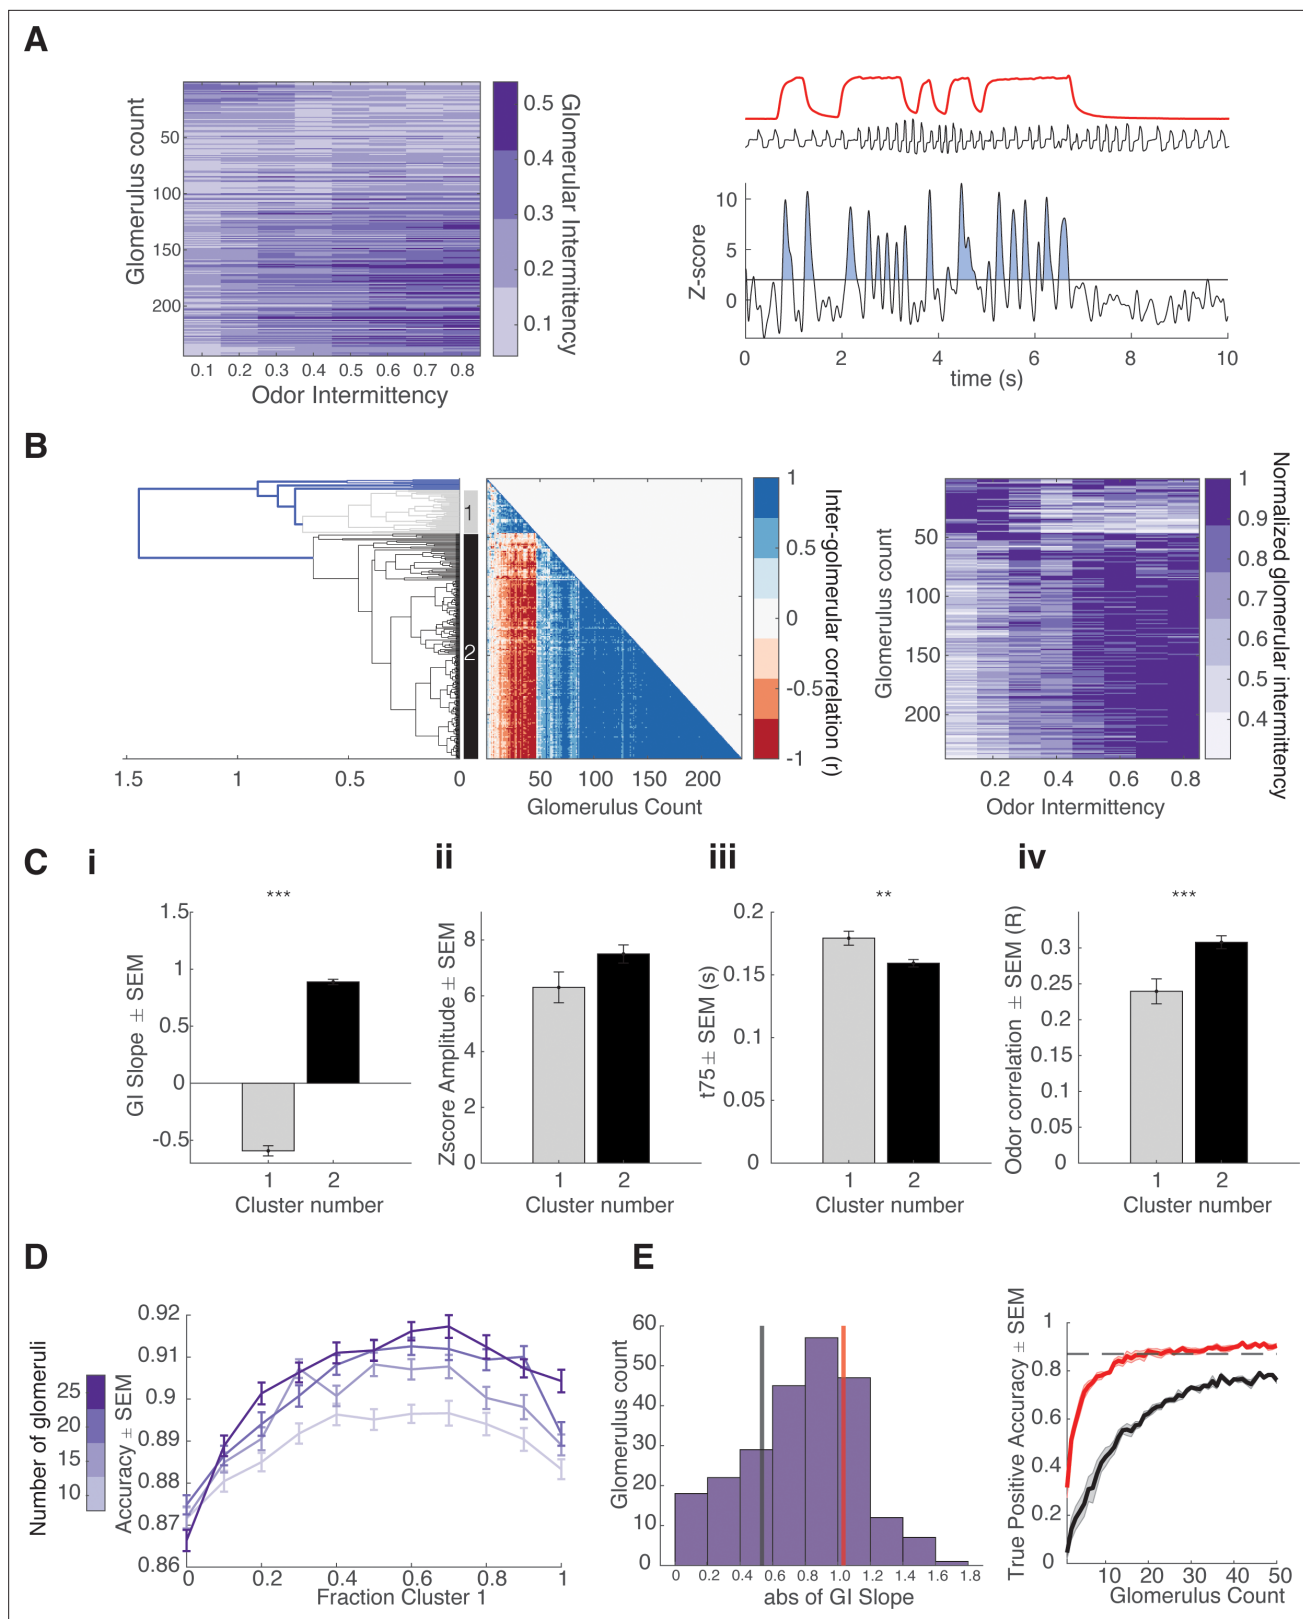 A
Glomerulus count
50
100
150
200
0.1 0.2 0.3 0.4 0.5 0.6 0.7 0.8
Odor Intermittency
0.5
0.4
0.3
0.2
0.1
Glomerular Intermittency
Z-score
10
5
0
0 2 4 6 8 10
time (s)
B
1
2
1.5 1 0.5 0
50 100 150 200
Glomerulus Count
1
0.5
0
-0.5
-1
Inter-golmerular correlation (r)
Glomerulus count
50
100
150
200
0.2 0.4 0.6 0.8
Odor Intermittency
1
0.9
0.8
0.7
0.6
0.5
0.4
Normalized glomerular intermittency
C
i
***
GI Slope ± SEM
1.5
1
0.5
0
-0.5
1 2
Cluster number
ii
Zscore Amplitude ± SEM
8
6
4
2
0
1 2
Cluster number
iii
**
t75± SEM (s)
0.2
0.15
0.1
0.05
0
1 2
Cluster number
iv
***
Odor correlation ± SEM (R)
0.3
0.25
0.2
0.15
0.1
0.05
0
1 2
Cluster number
D
Number of glomeruli
25
20
15
10
Accuracy ± SEM
0.92
0.91
0.9
0.89
0.88
0.87
0.86
0 0.2 0.4 0.6 0.8 1
Fraction Cluster 1
E
Glomerulus count
60
50
40
30
20
10
0
0 0.2 0.4 0.6 0.8 1.0 1.2 1.4 1.6 1.8
abs of GI Slope
True Positive Accuracy ± SEM
1
0.8
0.6
0.4
0.2
0
10 20 30 40 50
Glomerulus Count